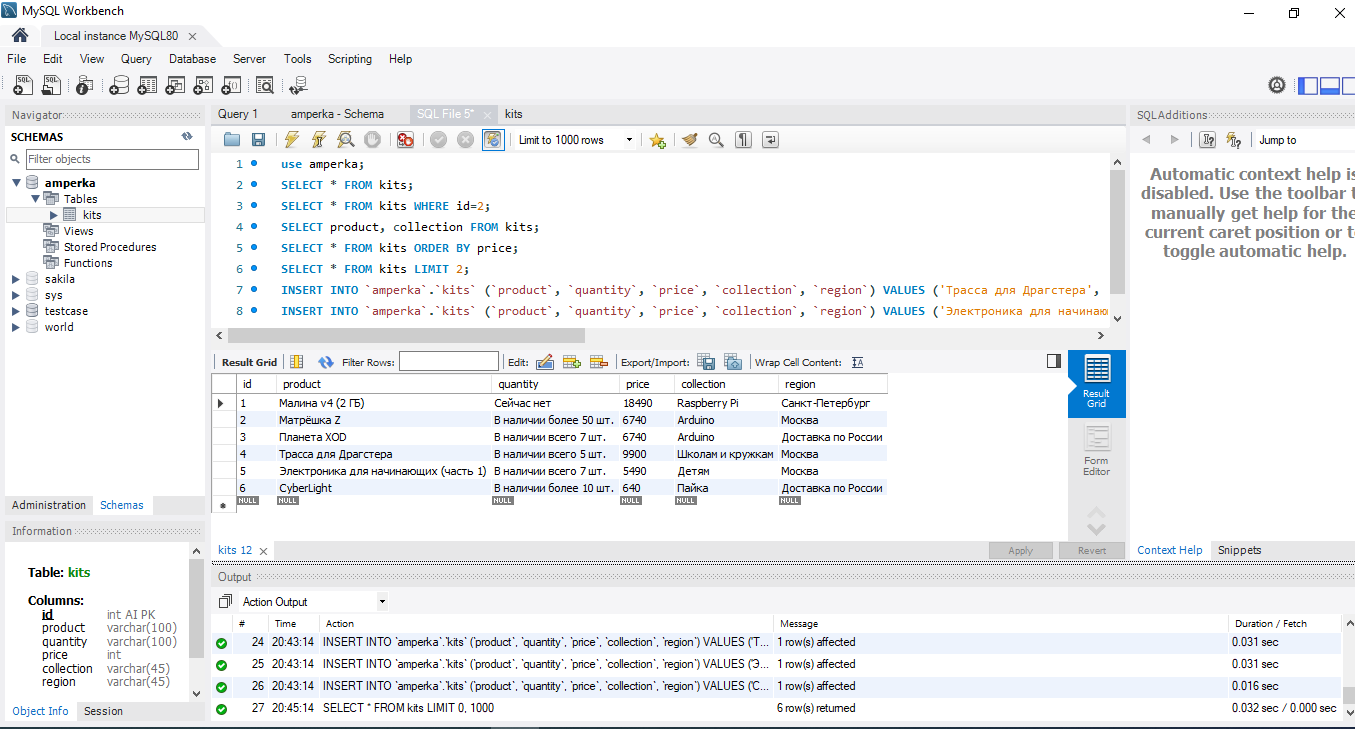 MySQL Workbench
Local instance MySQL80
File Edit View Query Database Server Tools Scripting Help
Navigator
SCHEMAS
Filter objects
amperka
Tables
kits
Views
Stored Procedures
Functions
sakila
sys
testcase
world
Administration Schemas
Information
Table: kits
Columns:
id int AI PK
product varchar(100)
quantity varchar(100)
price int
collection varchar(45)
region varchar(45)
Object Info Session
Query 1 amperka - Schema SQL File 5* kits
Limit to 1000 rows
1 use amperka;
2 SELECT * FROM kits;
3 SELECT * FROM kits WHERE id=2;
4 SELECT product, collection FROM kits;
5 SELECT * FROM kits ORDER BY price;
6 SELECT * FROM kits LIMIT 2;
7 INSERT INTO `amperka`.`kits` (`product`, `quantity`, `price`, `collection`, `region`) VALUES ('Трасса для Драгстера',
8 INSERT INTO `amperka`.`kits` (`product`, `quantity`, `price`, `collection`, `region`) VALUES ('Электроника для начинаю
Result Grid Filter Rows: Edit: Export/Import: Wrap Cell Content:
id product quantity price collection region
1 Малина v4 (2 ГБ) Сейчас нет 18490 Raspberry Pi Санкт-Петербург
2 Матрёшка Z В наличии более 50 шт. 6740 Arduino Москва
3 Планета XOD В наличии всего 7 шт. 6740 Arduino Доставка по России
4 Трасса для Драгстера В наличии всего 5 шт. 9900 Школам и кружкам Москва
5 Электроника для начинающих (часть 1) В наличии всего 7 шт. 5490 Детям Москва
6 CyberLight В наличии более 10 шт. 640 Пайка Доставка по России
NULL NULL NULL NULL NULL NULL
Result
Grid
Form
Editor
kits 12 Apply Revert
Output
Action Output
# Time Action Message Duration / Fetch
24 20:43:14 INSERT INTO `amperka`.`kits` (`product`, `quantity`, `price`, `collection`, `region`) VALUES ('Т... 1 row(s) affected 0.031 sec
25 20:43:14 INSERT INTO `amperka`.`kits` (`product`, `quantity`, `price`, `collection`, `region`) VALUES ('Э... 1 row(s) affected 0.031 sec
26 20:43:14 INSERT INTO `amperka`.`kits` (`product`, `quantity`, `price`, `collection`, `region`) VALUES ('C... 1 row(s) affected 0.016 sec
27 20:45:14 SELECT * FROM kits LIMIT 0, 1000 6 row(s) returned 0.032 sec / 0.000 sec
SQLAdditions
Jump to
Automatic context help is
disabled. Use the toolbar t
manually get help for the
current caret position or t
toggle automatic help.
Context Help Snippets